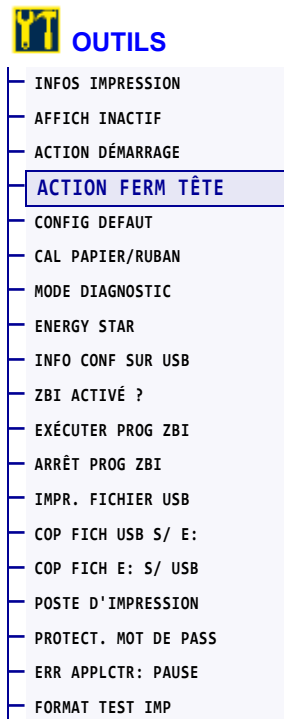 OUTILS
INFOS IMPRESSION
AFFICH INACTIF
ACTION DÉMARRAGE
ACTION FERM TÊTE
CONFIG DEFAUT
CAL PAPIER/RUBAN
MODE DIAGNOSTIC
ENERGY STAR
INFO CONF SUR USB
ZBI ACTIVÉ ?
EXÉCUTER PROG ZBI
ARRÊT PROG ZBI
IMPR. FICHIER USB
COP FICH USB S/ E:
COP FICH E: S/ USB
POSTE D'IMPRESSION
PROTECT. MOT DE PASS
ERR APPLCTR: PAUSE
FORMAT TEST IMP